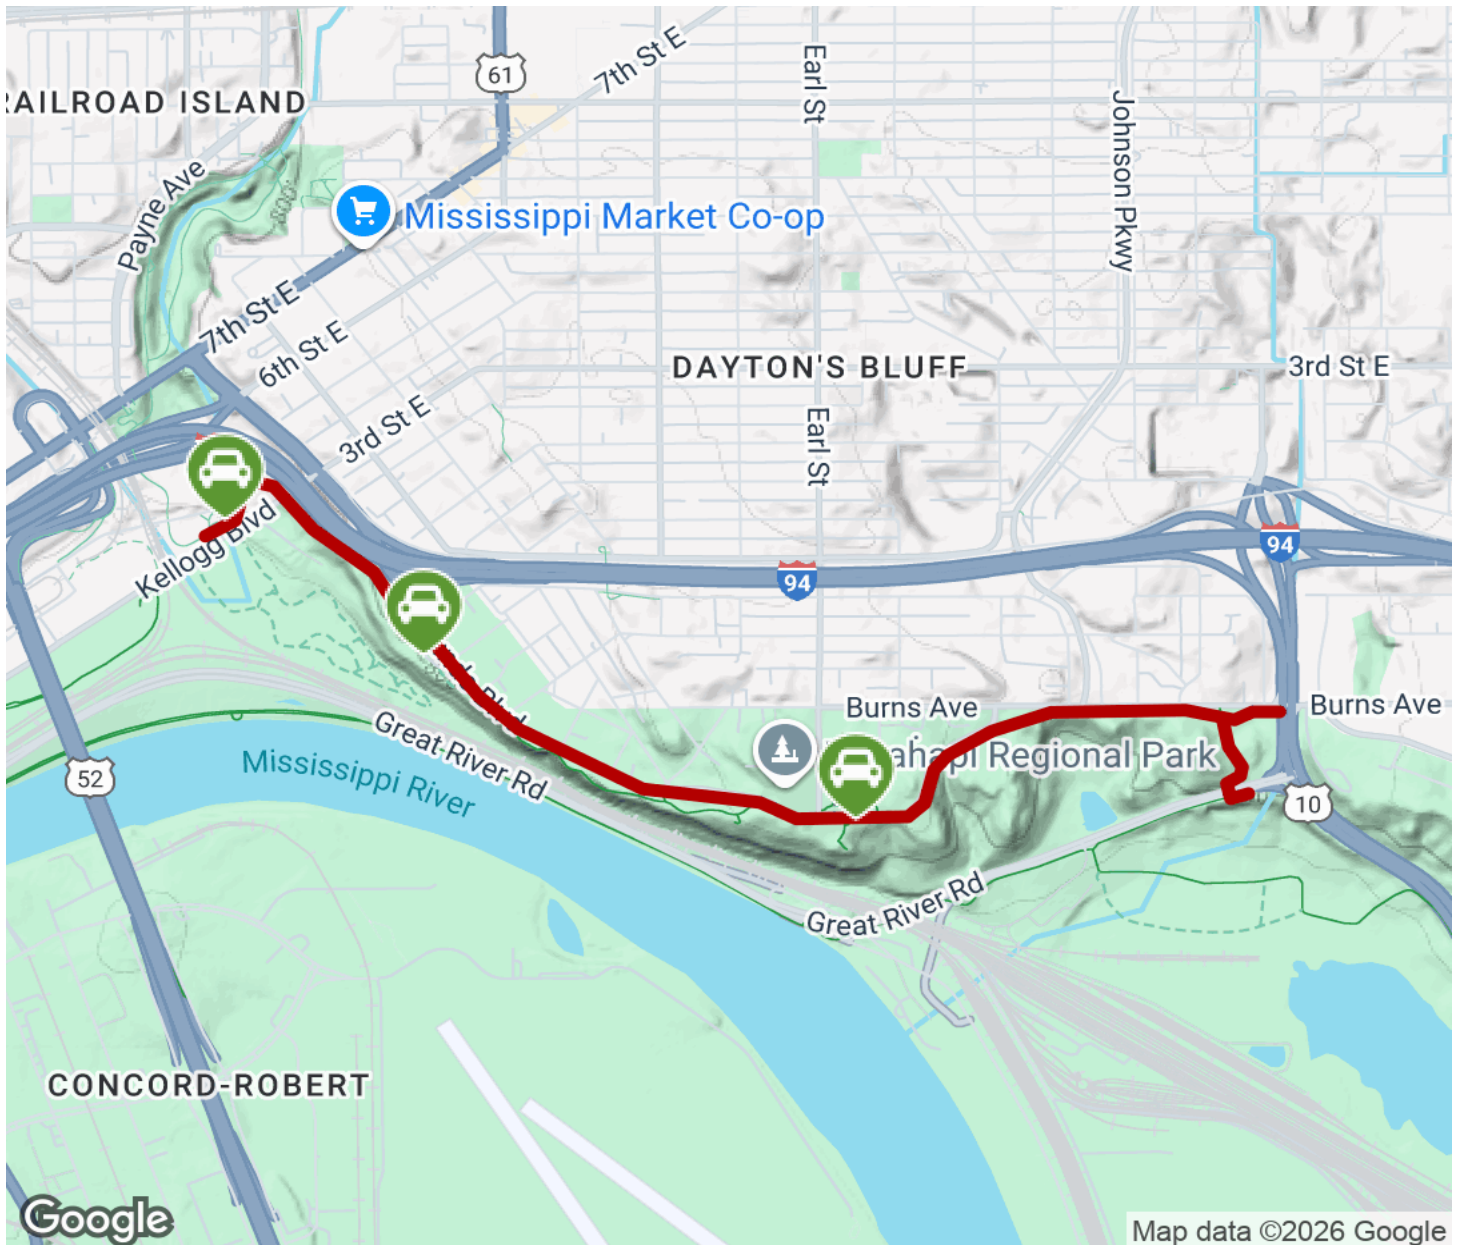 61
7th St E
Earl St
RAILROAD ISLAND
Johnson Pkwy
Payne Ave
Mississippi Market Co-op
7th St E
6th St E
DAYTON'S BLUFF
3rd St E
3rd St E
Earl St
94
94
Kellogg Blvd
Blvd
Burns Ave
Burns Ave
Great River Rd
Regional Park
Mississippi River
52
10
Great River Rd
CONCORD-ROBERT
Google
Map data ©2026 Google